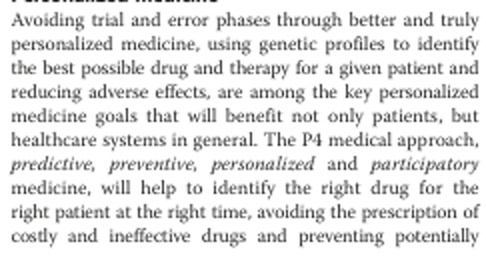 Personalized medicine
Avoiding trial and error phases through better and truly
personalized medicine, using genetic profiles to identify
the best possible drug and therapy for a given patient and
reducing adverse effects, are among the key personalized
medicine goals that will benefit not only patients, but
healthcare systems in general. The P4 medical approach,
predictive, preventive, personalized and participatory
medicine, will help to identify the right drug for the
right patient at the right time, avoiding the prescription of
costly and ineffective drugs and preventing potentially